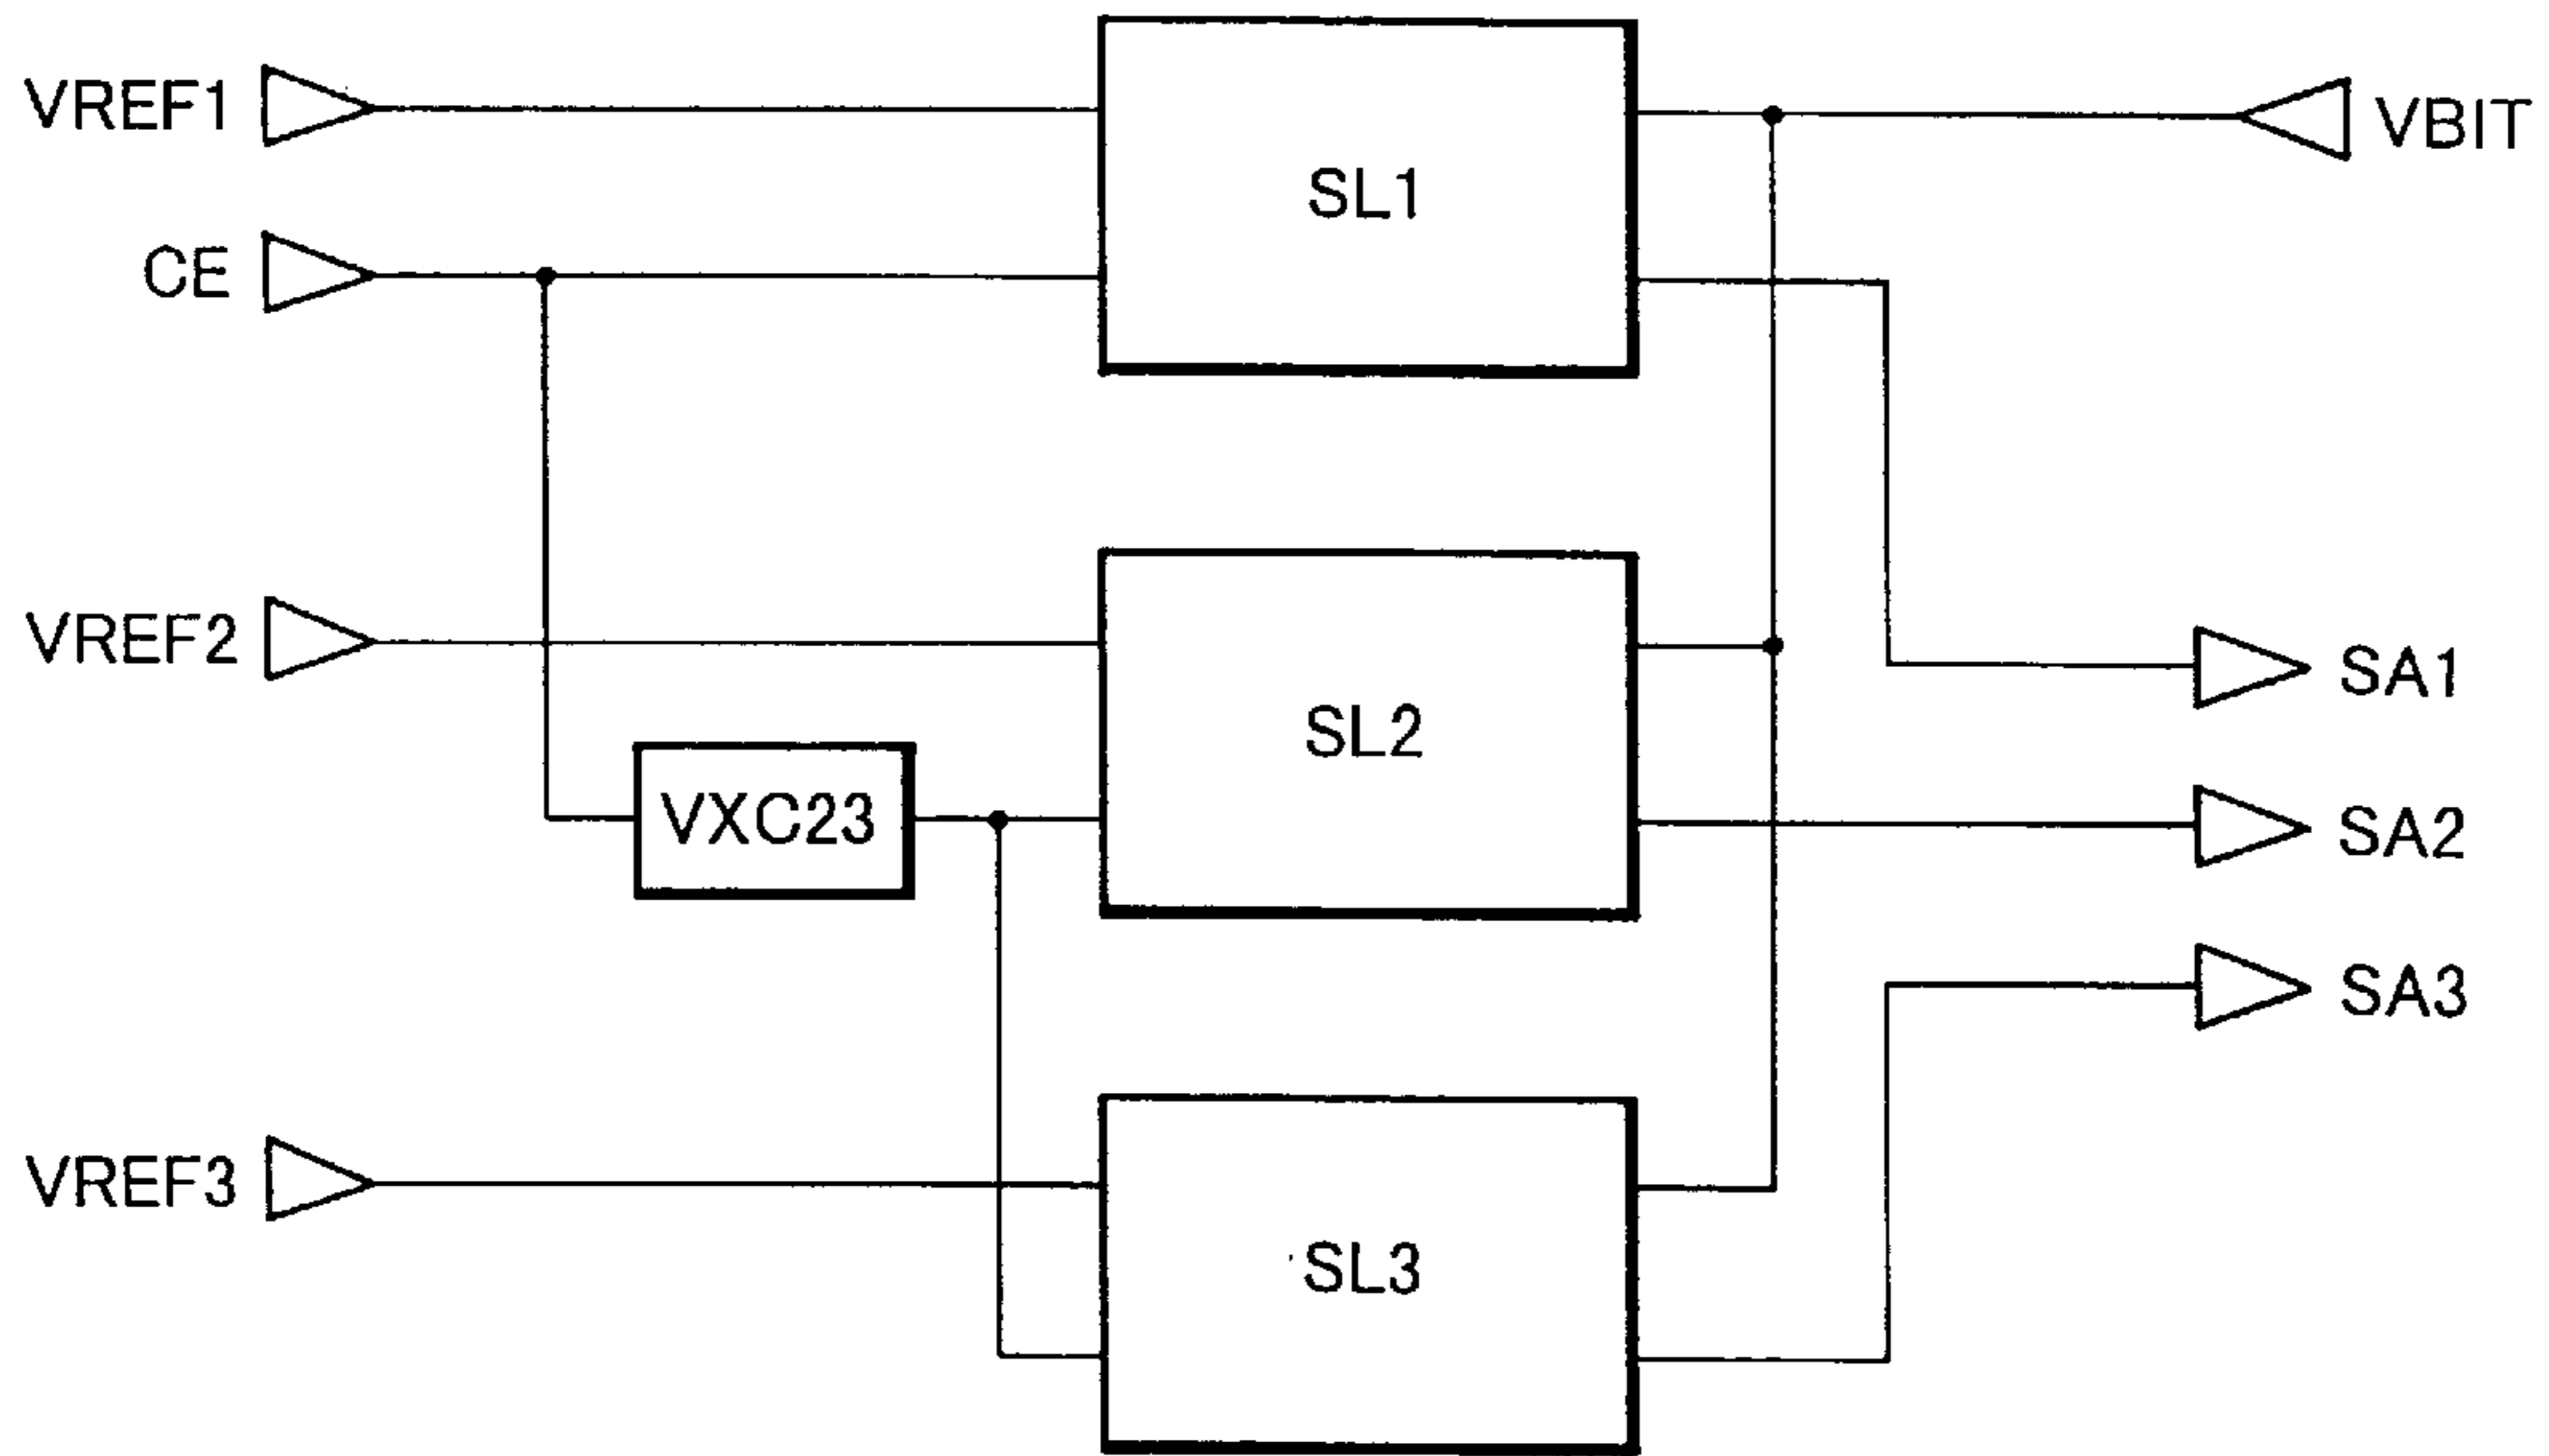 VREF1
SL1
VBIT
CE
VREF2
SL2
SA1
VXC23
SA2
SA3
VREF3
SL3